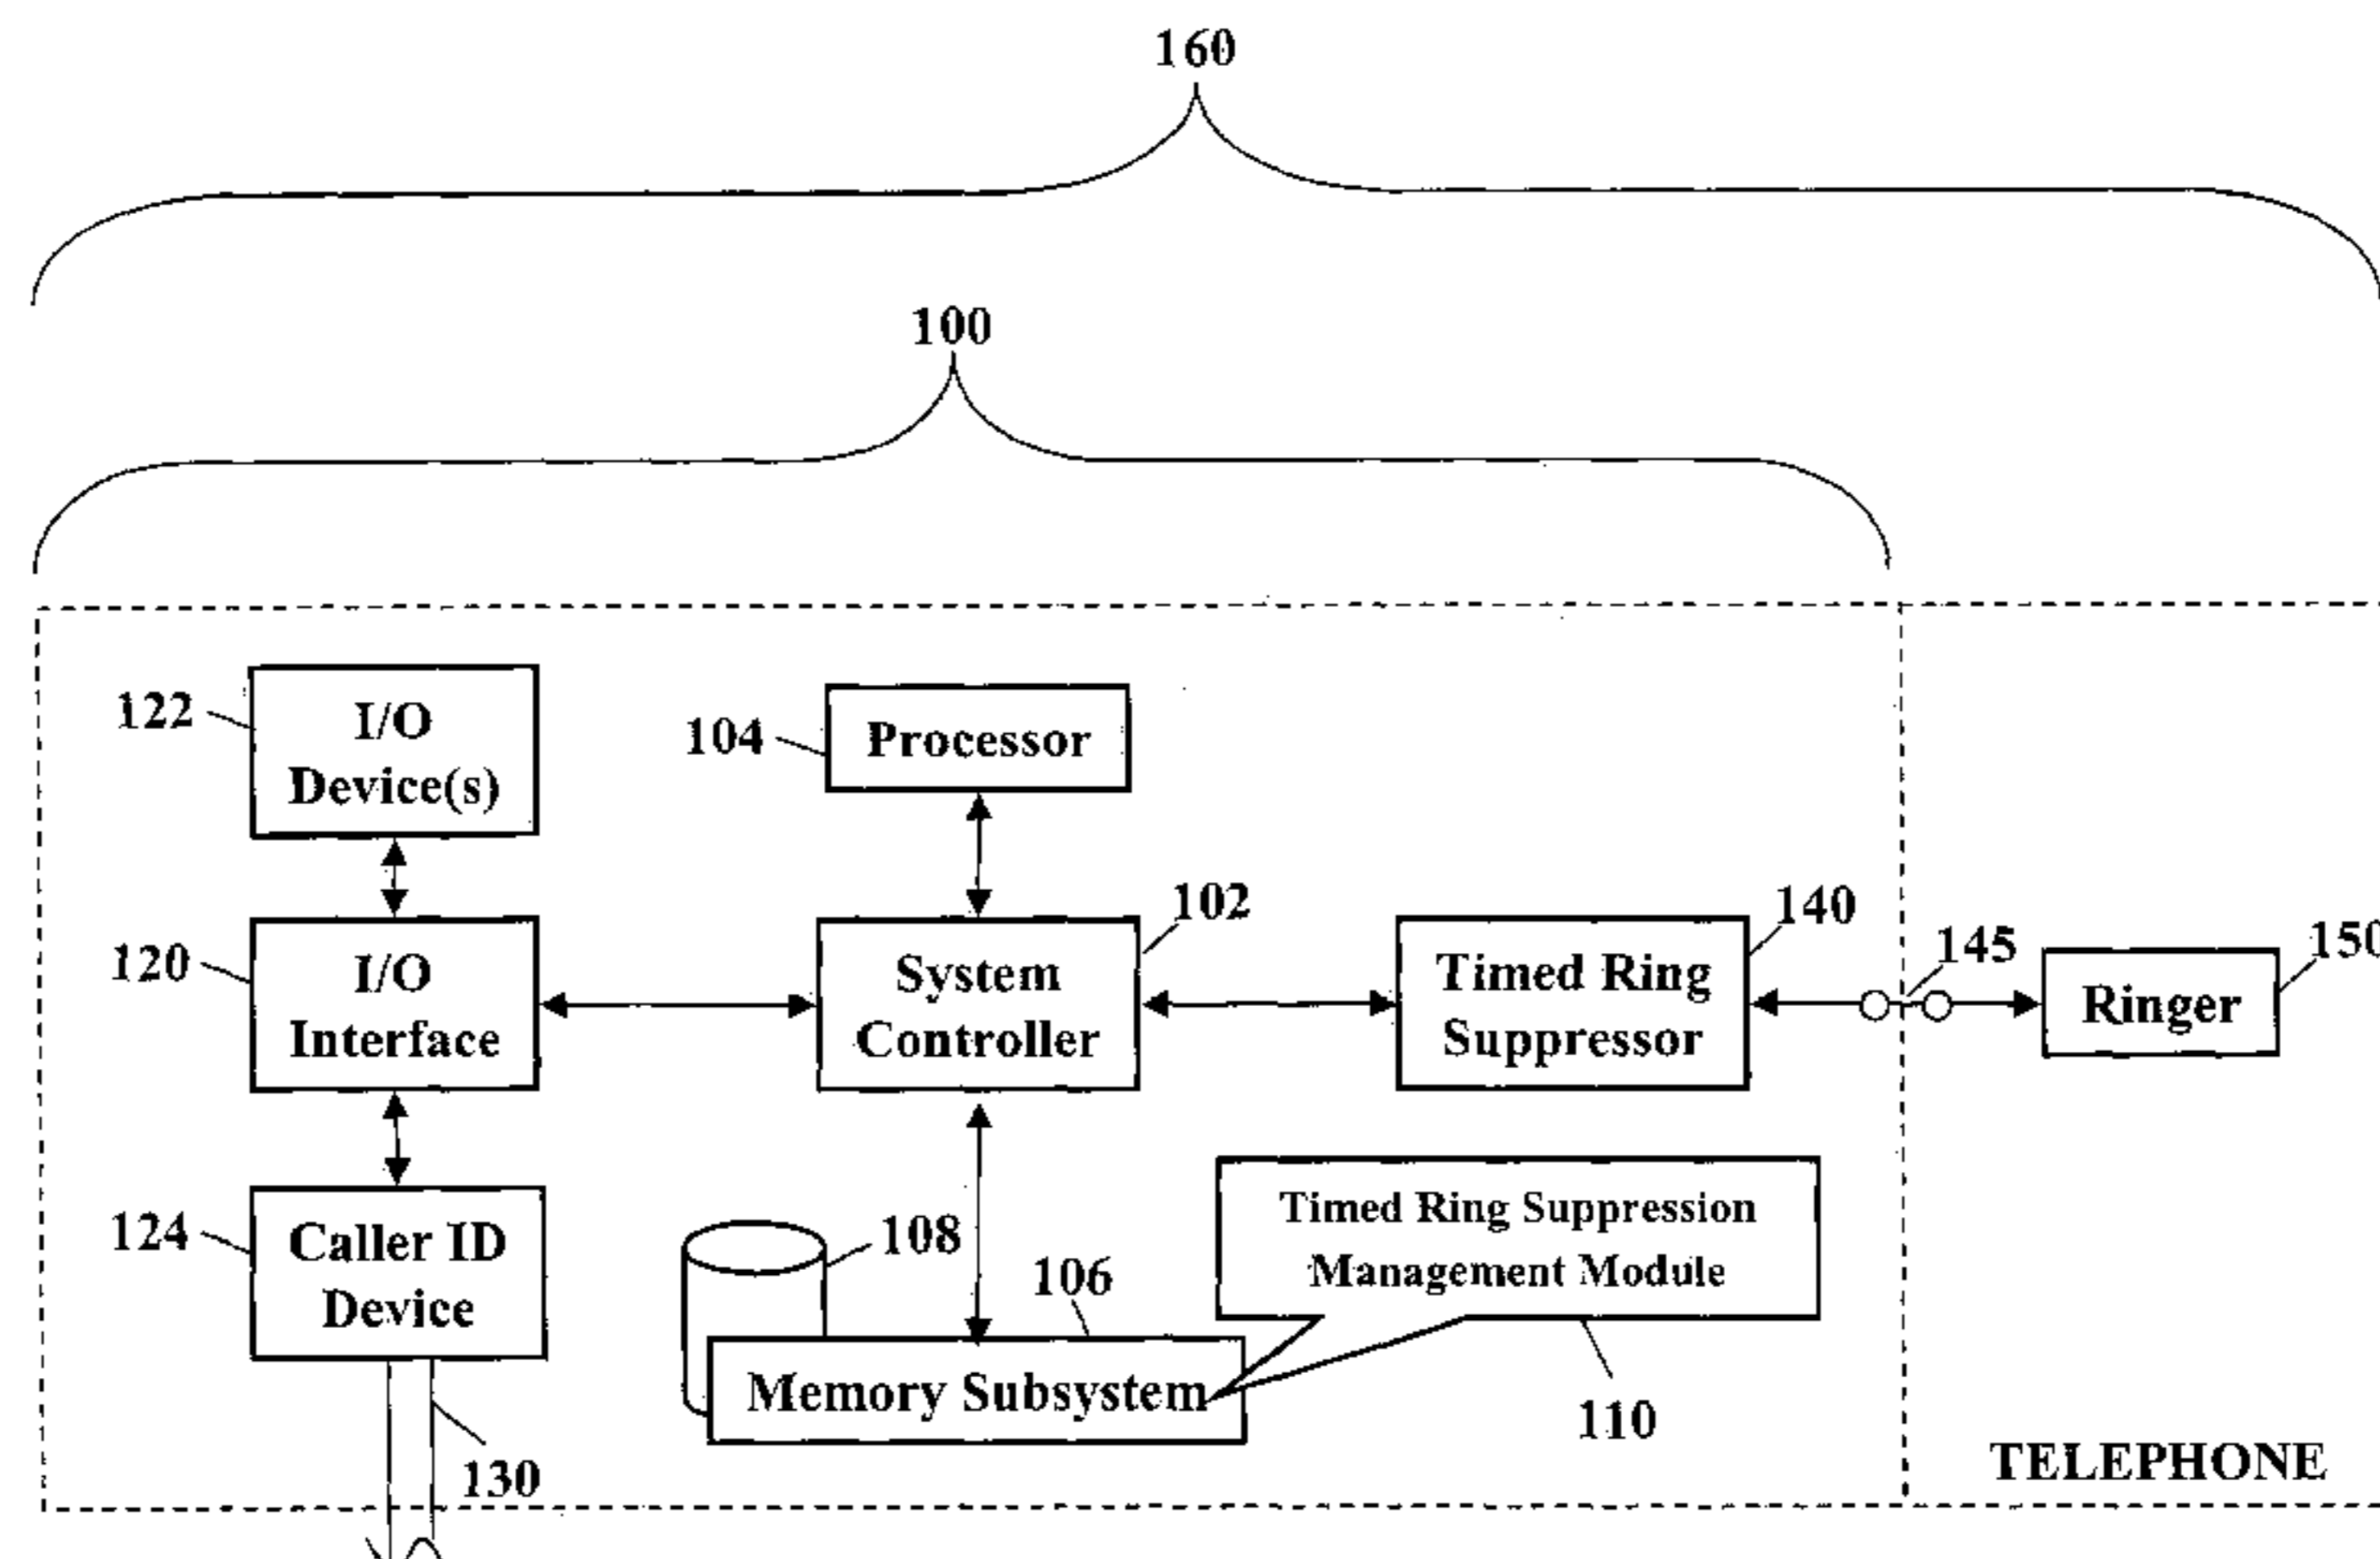 160
100
122
I/O
Device(s)
104
Processor
120
I/O
Interface
System
Controller
102
Timed Ring
Suppressor
140
145
Ringer
150
124
Caller ID
Device
108
106
Memory Subsystem
Timed Ring Suppression
Management Module
110
130
TELEPHONE